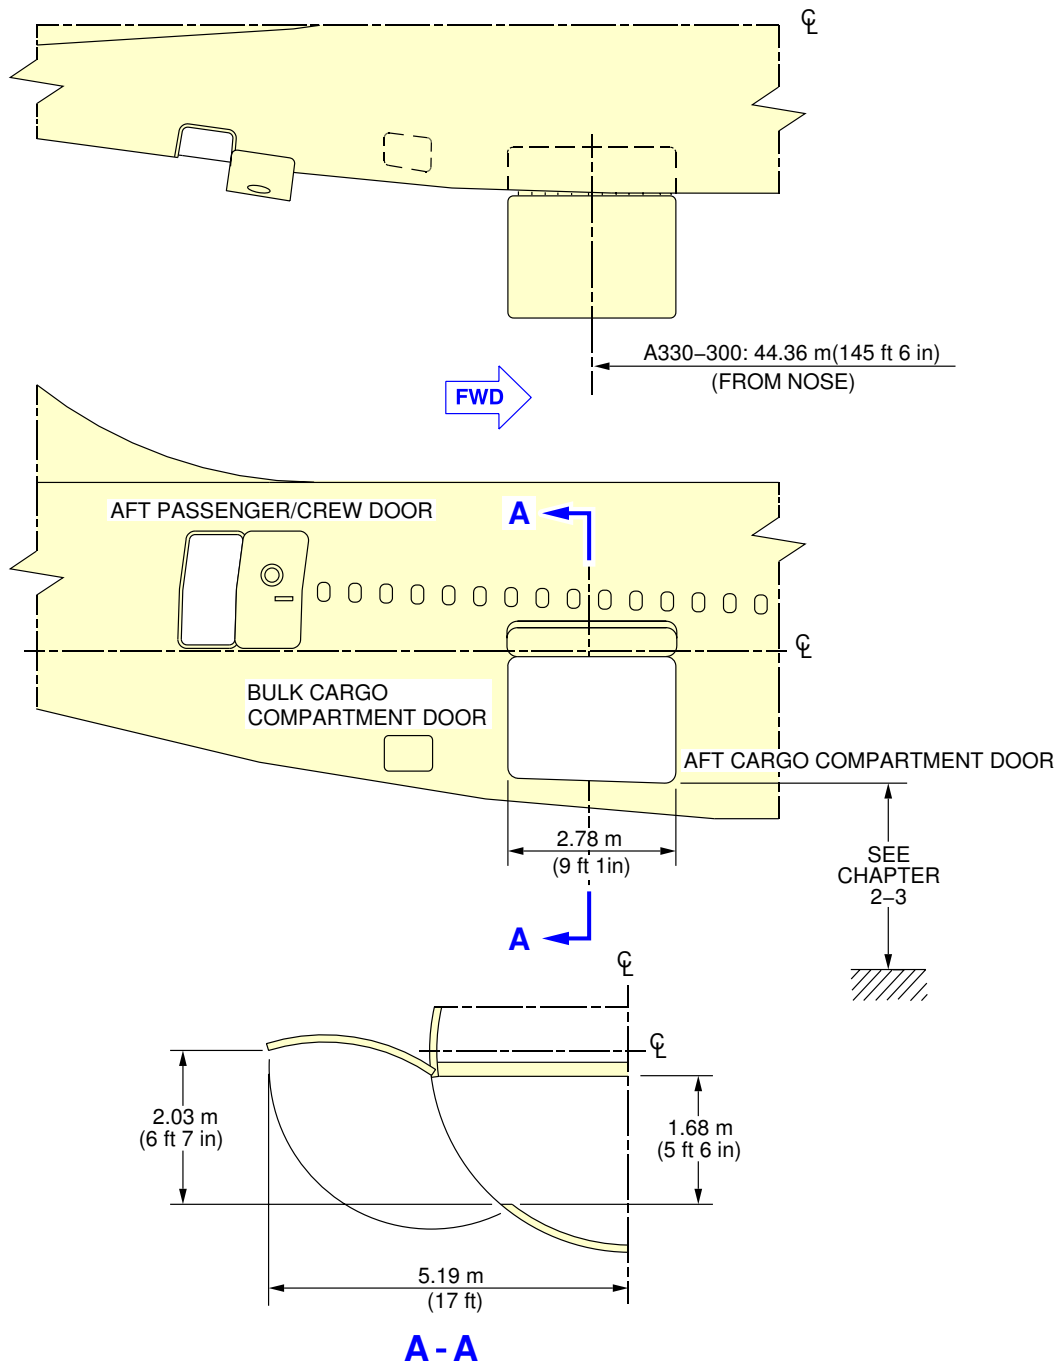 ℄
A330−300: 44.36 m(145 ft 6 in)
(FROM NOSE)
FWD
AFT PASSENGER/CREW DOOR
A
℄
BULK CARGO
COMPARTMENT DOOR
AFT CARGO COMPARTMENT DOOR
2.78 m
(9 ft 1in)
SEE
CHAPTER
2−3
A
℄
℄
2.03 m
(6 ft 7 in)
1.68 m
(5 ft 6 in)
5.19 m
(17 ft)
A - A